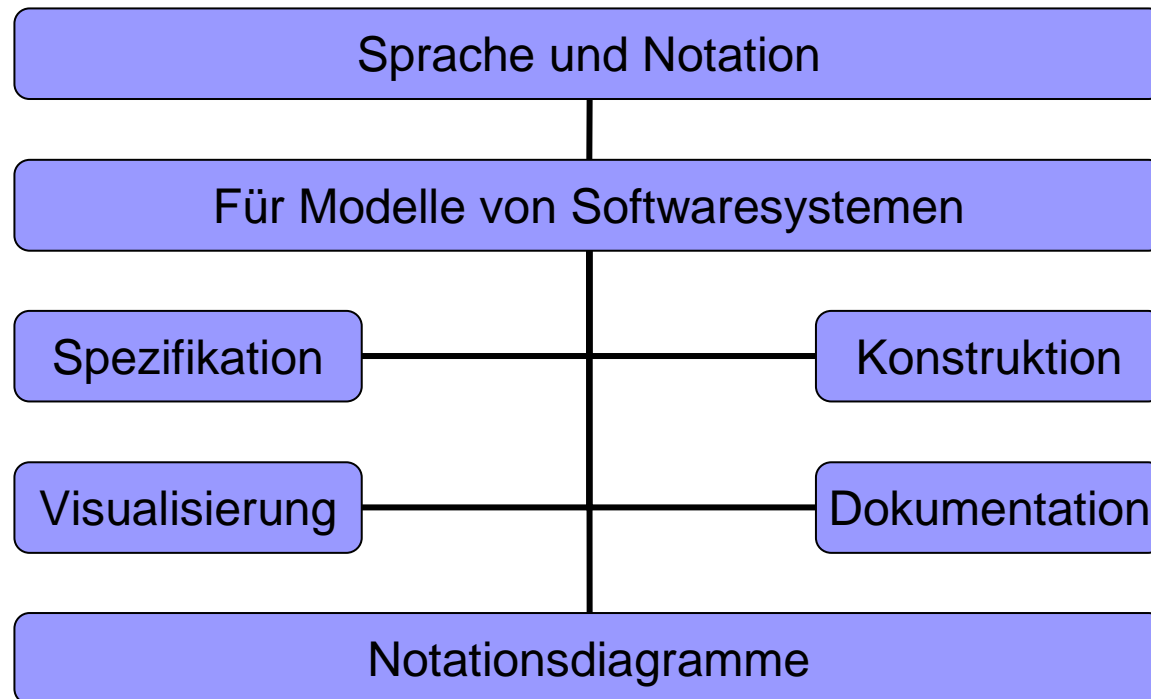 Sprache und Notation
Für Modelle von Softwaresystemen
Spezifikation
Konstruktion
Visualisierung
Dokumentation
Notationsdiagramme